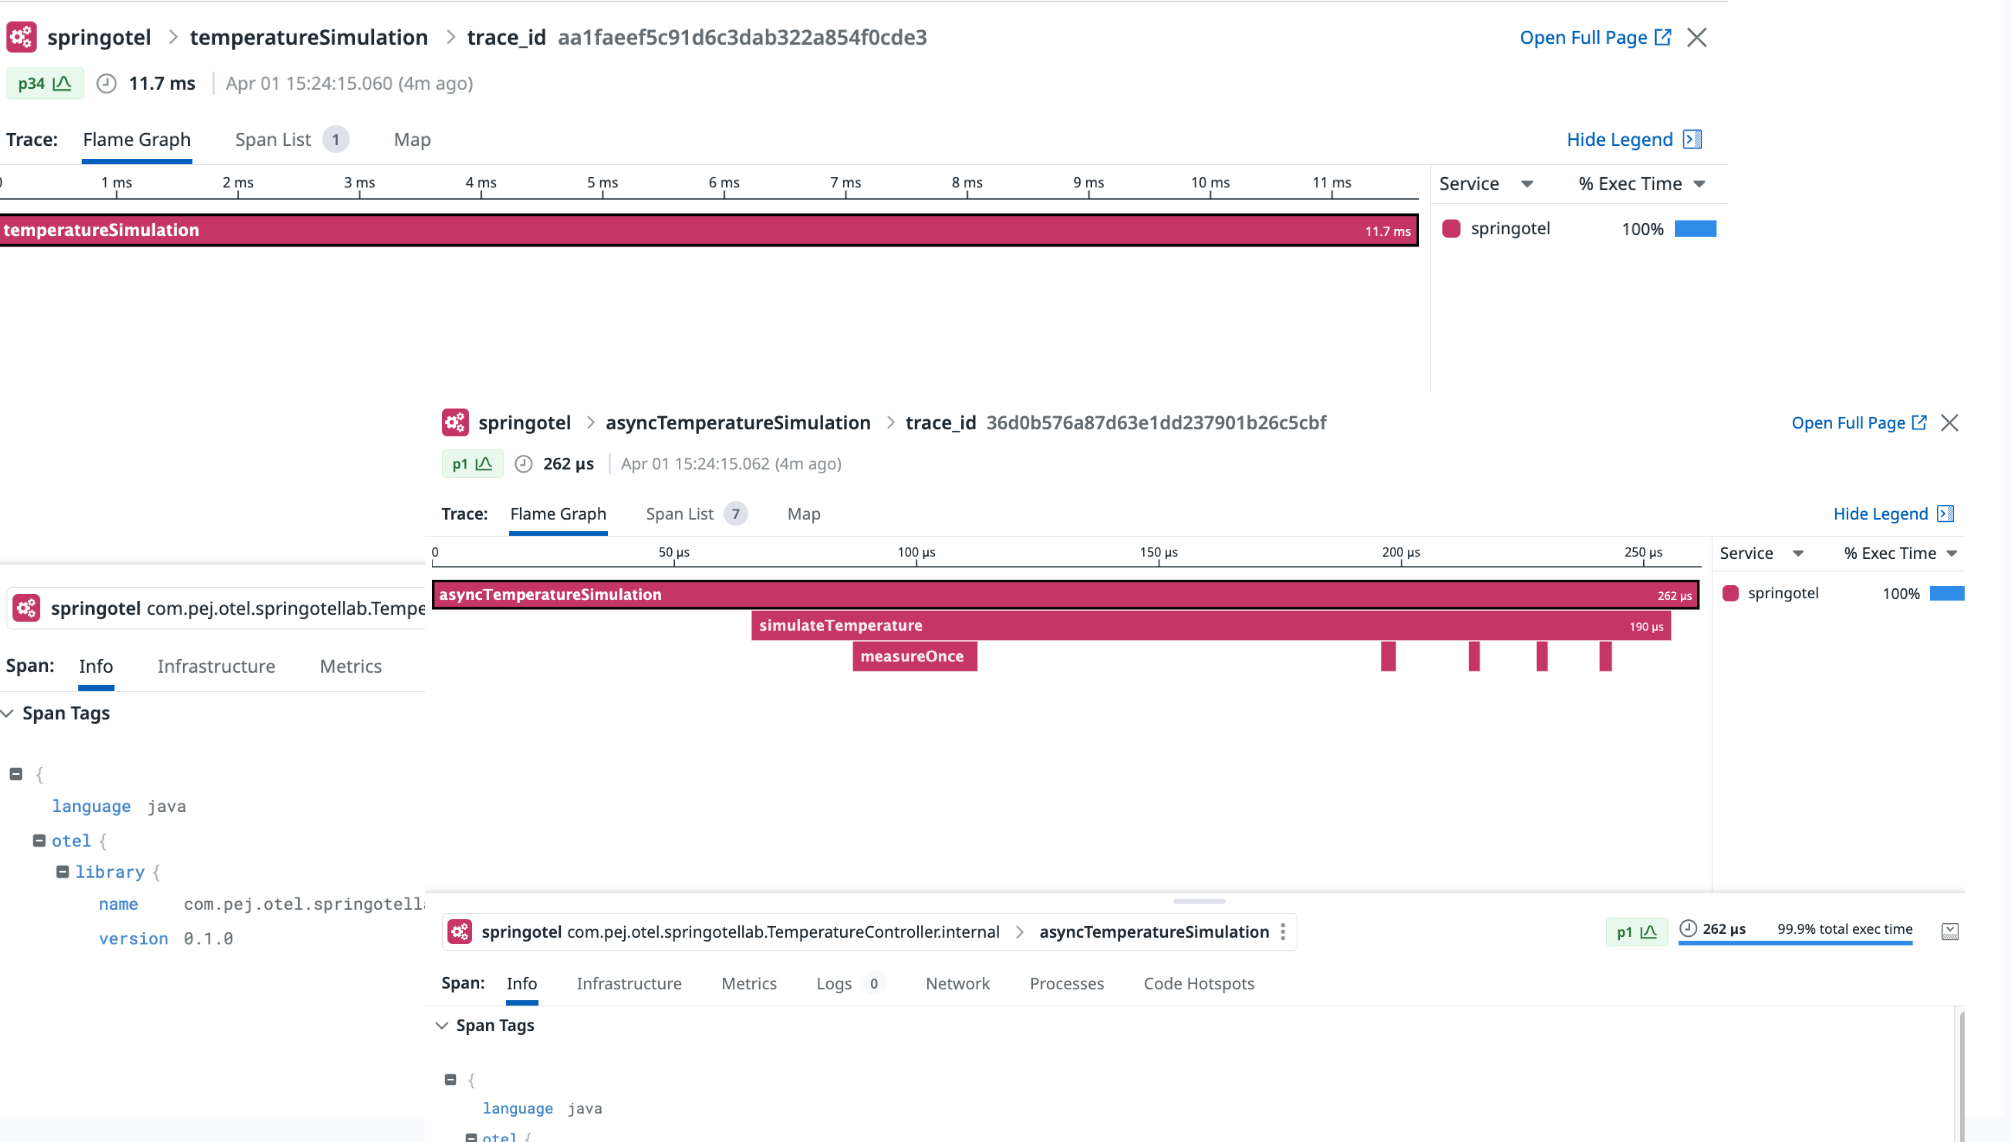 springotel > temperatureSimulation > trace_id aa1faeef5c91d6c3dab322a854f0cde3
Open Full Page
p34 11.7 ms | Apr 01 15:24:15.060 (4m ago)
Trace: Flame Graph Span List 1 Map
Hide Legend
0 1 ms 2 ms 3 ms 4 ms 5 ms 6 ms 7 ms 8 ms 9 ms 10 ms 11 ms
Service % Exec Time
temperatureSimulation 11.7 ms
springotel 100%
springotel com.pej.otel.springotellab.Tempe
Span: Info Infrastructure Metrics
Span Tags
{
language java
otel {
library {
name com.pej.otel.springotella
version 0.1.0
springotel > asyncTemperatureSimulation > trace_id 36d0b576a87d63e1dd237901b26c5cbf
Open Full Page
p1 262 µs | Apr 01 15:24:15.062 (4m ago)
Trace: Flame Graph Span List 7 Map
Hide Legend
0 50 µs 100 µs 150 µs 200 µs 250 µs
Service % Exec Time
asyncTemperatureSimulation 262 µs
springotel 100%
simulateTemperature 190 µs
measureOnce
springotel com.pej.otel.springotellab.TemperatureController.internal > asyncTemperatureSimulation
p1 262 µs 99.9% total exec time
Span: Info Infrastructure Metrics Logs 0 Network Processes Code Hotspots
Span Tags
{
language java
otel {